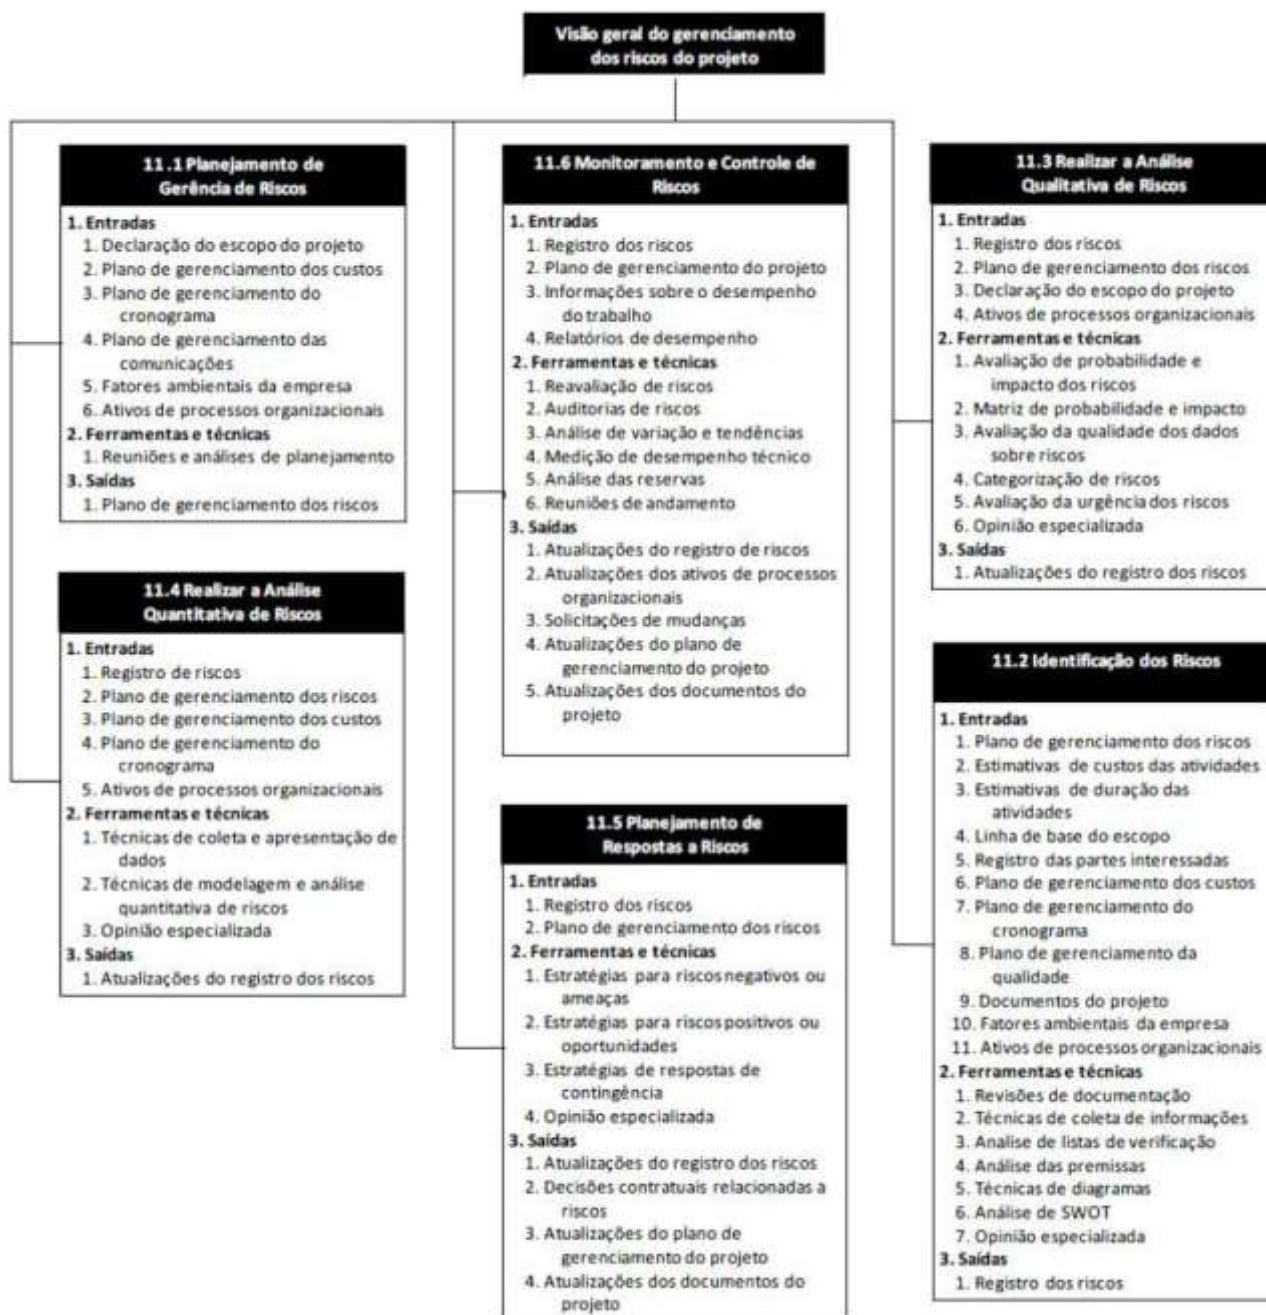 Visão geral do gerenciamento
dos riscos do projeto
11.1 Planejamento de
Gerência de Riscos
1. Entradas
1. Declaração do escopo do projeto
2. Plano de gerenciamento dos custos
3. Plano de gerenciamento do
cronograma
4. Plano de gerenciamento das
comunicações
5. Fatores ambientais da empresa
6. Ativos de processos organizacionais
2. Ferramentas e técnicas
1. Reuniões e análises de planejamento
3. Saídas
1. Plano de gerenciamento dos riscos
11.4 Realizar a Análise
Quantitativa de Riscos
1. Entradas
1. Registro de riscos
2. Plano de gerenciamento dos riscos
3. Plano de gerenciamento dos custos
4. Plano de gerenciamento do
cronograma
5. Ativos de processos organizacionais
2. Ferramentas e técnicas
1. Técnicas de coleta e apresentação de
dados
2. Técnicas de modelagem e análise
quantitativa de riscos
3. Opinião especializada
3. Saídas
1. Atualizações do registro dos riscos
11.6 Monitoramento e Controle de
Riscos
1. Entradas
1. Registro dos riscos
2. Plano de gerenciamento do projeto
3. Informações sobre o desempenho
do trabalho
4. Relatórios de desempenho
2. Ferramentas e técnicas
1. Reavaliação de riscos
2. Auditorias de riscos
3. Análise de variação e tendências
4. Medição de desempenho técnico
5. Análise das reservas
6. Reuniões de andamento
3. Saídas
1. Atualizações do registro de riscos
2. Atualizações dos ativos de processos
organizacionais
3. Solicitações de mudanças
4. Atualizações do plano de
gerenciamento do projeto
5. Atualizações dos documentos do
projeto
11.5 Planejamento de
Respostas a Riscos
1. Entradas
1. Registro dos riscos
2. Plano de gerenciamento dos riscos
2. Ferramentas e técnicas
1. Estratégias para riscos negativos ou
ameaças
2. Estratégias para riscos positivos ou
oportunidades
3. Estratégias de respostas de
contingência
4. Opinião especializada
3. Saídas
1. Atualizações do registro dos riscos
2. Decisões contratuais relacionadas a
riscos
3. Atualizações do plano de
gerenciamento do projeto
4. Atualizações dos documentos do
projeto
11.3 Realizar a Análise
Qualitativa de Riscos
1. Entradas
1. Registro dos riscos
2. Plano de gerenciamento dos riscos
3. Declaração do escopo do projeto
4. Ativos de processos organizacionais
2. Ferramentas e técnicas
1. Avaliação de probabilidade e
impacto dos riscos
2. Matriz de probabilidade e impacto
3. Avaliação da qualidade dos dados
sobre riscos
4. Categorização de riscos
5. Avaliação da urgência dos riscos
6. Opinião especializada
3. Saídas
1. Atualizações do registro dos riscos
11.2 Identificação dos Riscos
1. Entradas
1. Plano de gerenciamento dos riscos
2. Estimativas de custos das atividades
3. Estimativas de duração das
atividades
4. Linha de base do escopo
5. Registro das partes interessadas
6. Plano de gerenciamento dos custos
7. Plano de gerenciamento do
cronograma
8. Plano de gerenciamento da
qualidade
9. Documentos do projeto
10. Fatores ambientais da empresa
11. Ativos de processos organizacionais
2. Ferramentas e técnicas
1. Revisões de documentação
2. Técnicas de coleta de informações
3. Analise de listas de verificação
4. Análise das premissas
5. Técnicas de diagramas
6. Análise de SWOT
7. Opinião especializada
3. Saídas
1. Registro dos riscos